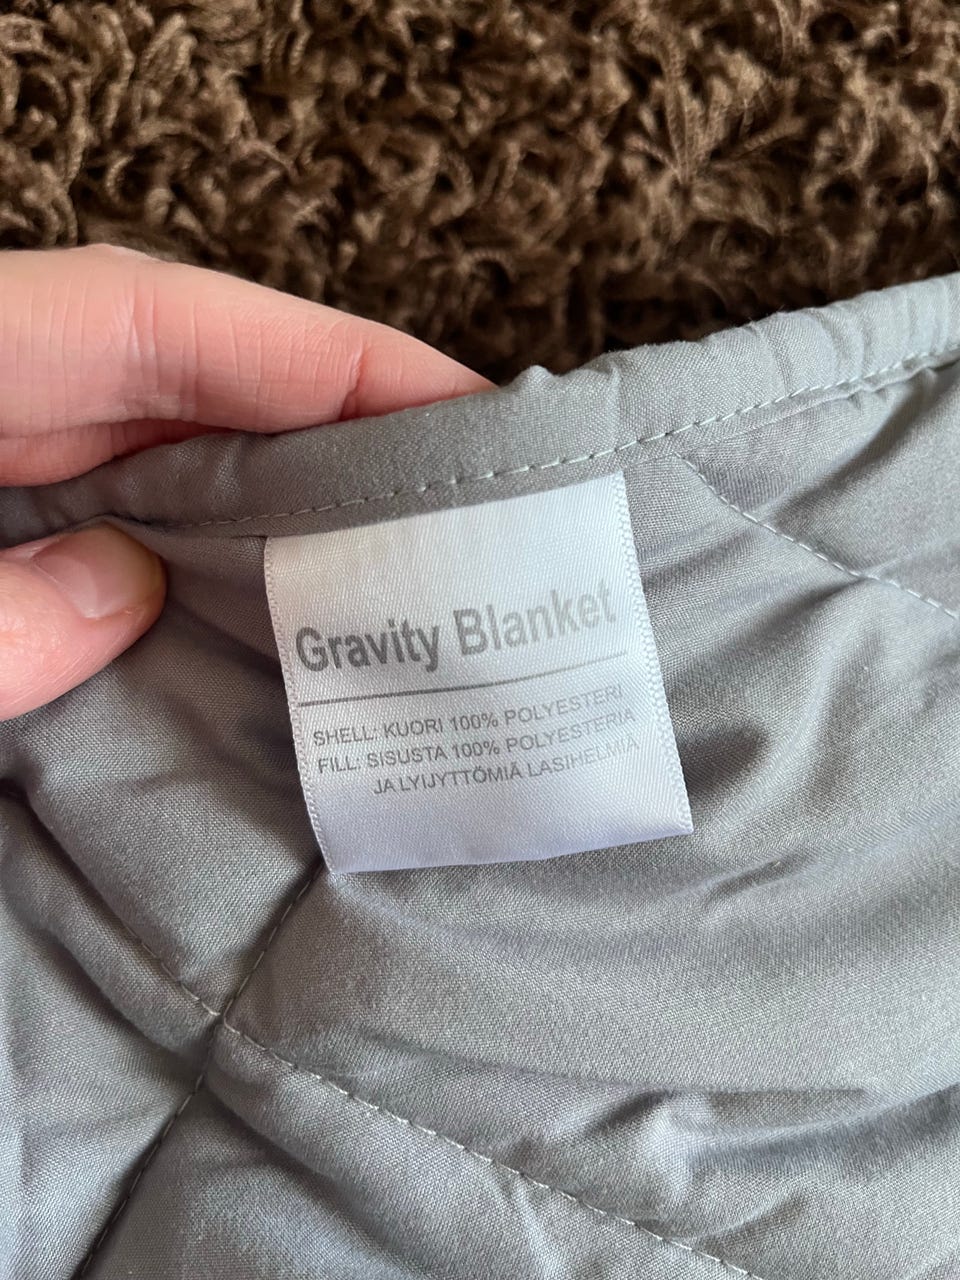 Gravity Blanket
SHELL: KUORI 100% POLYESTERI
FILL: SISUSTA 100% POLYESTERIA
JA LYIJYTTÖMIÄ LASIHELMIÄ